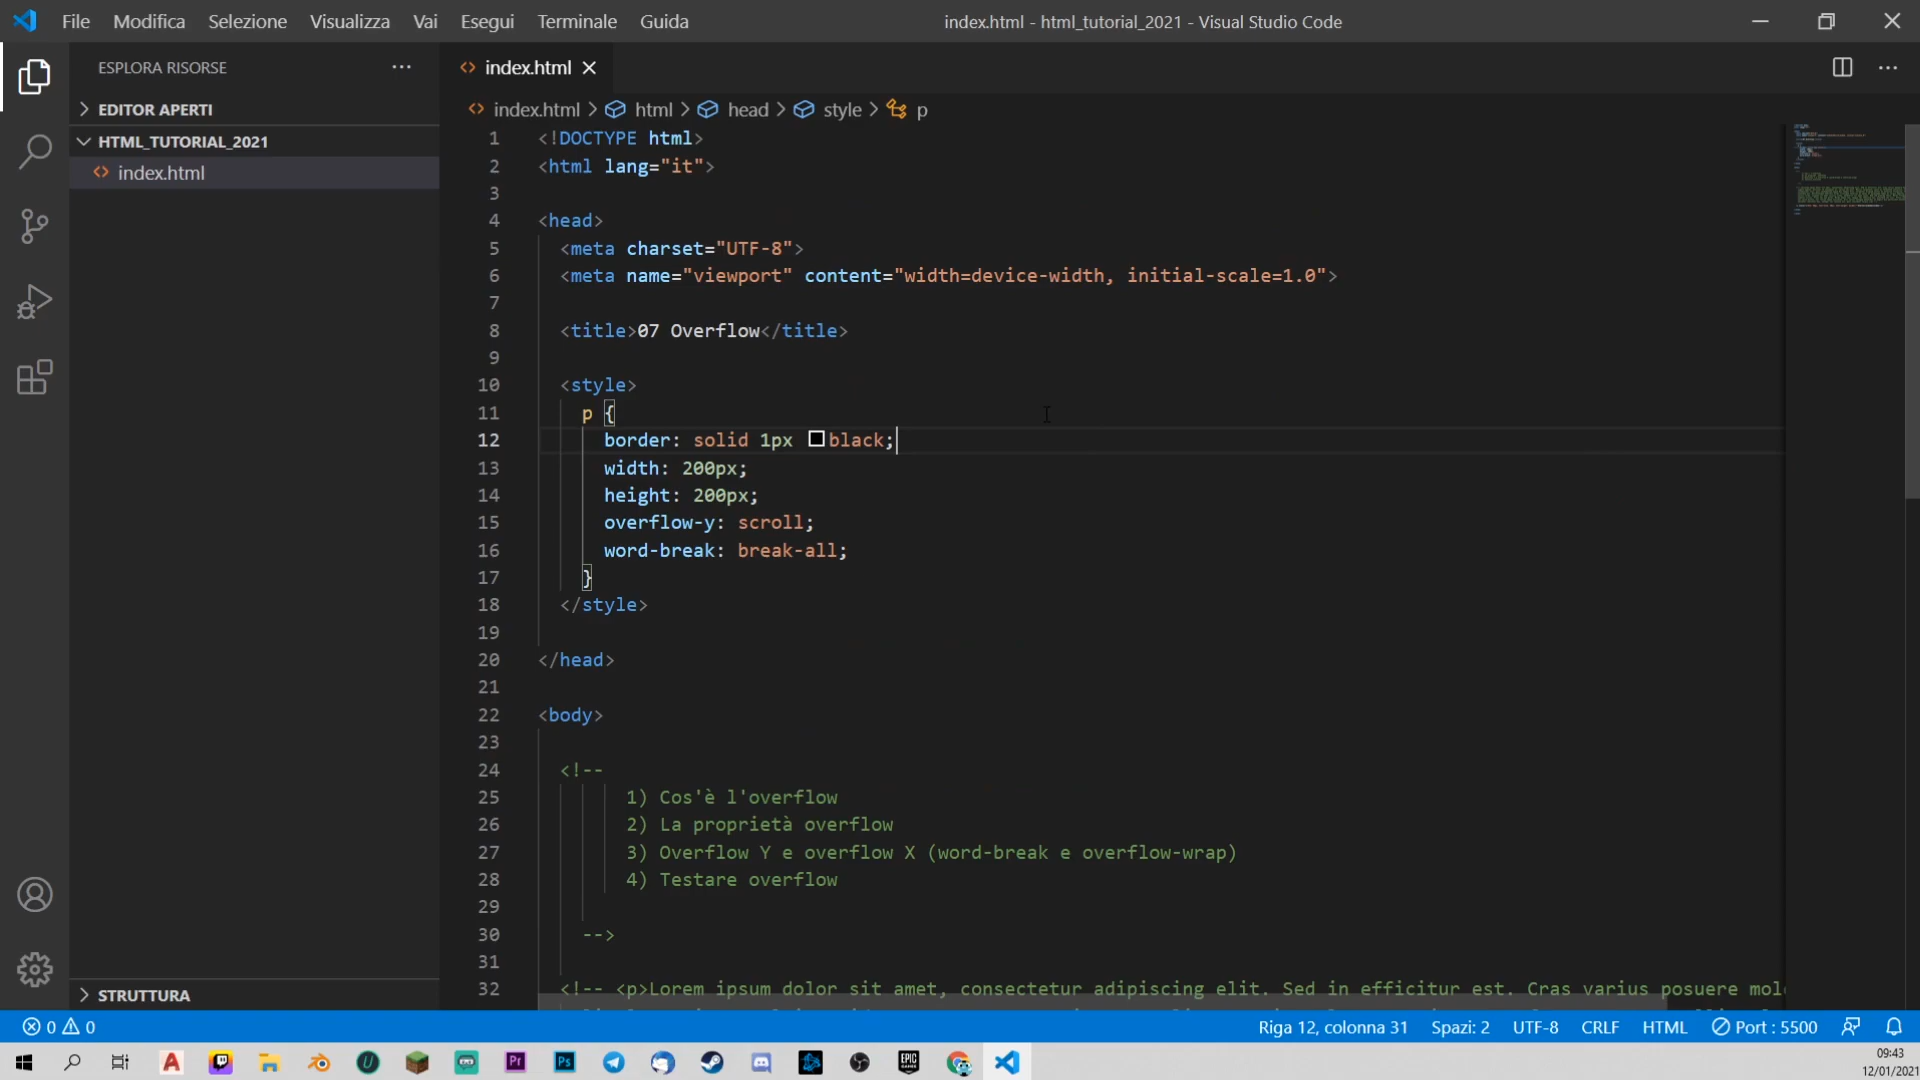 File Modifica Selezione Visualizza Vai Esegui Terminale Guida
index.html - html_tutorial_2021 - Visual Studio Code
ESPLORA RISORSE
index.html
EDITOR APERTI
index.html > html > head > style > p
HTML_TUTORIAL_2021
index.html
1 <!DOCTYPE html>
2 <html lang="it">
3
4 <head>
5 <meta charset="UTF-8">
6 <meta name="viewport" content="width=device-width, initial-scale=1.0">
7
8 <title>07 Overflow</title>
9
10 <style>
11 p {
12 border: solid 1px black;
13 width: 200px;
14 height: 200px;
15 overflow-y: scroll;
16 word-break: break-all;
17 }
18 </style>
19
20 </head>
21
22 <body>
23
24 <!--
25 1) Cos'è l'overflow
26 2) La proprietà overflow
27 3) Overflow Y e overflow X (word-break e overflow-wrap)
28 4) Testare overflow
29
30 -->
31
32 <!-- <p>Lorem ipsum dolor sit amet, consectetur adipiscing elit. Sed in efficitur est. Cras varius posuere mol
STRUTTURA
0 0
Riga 12, colonna 31 Spazi: 2 UTF-8 CRLF HTML Port : 5500
09:43
12/01/2021